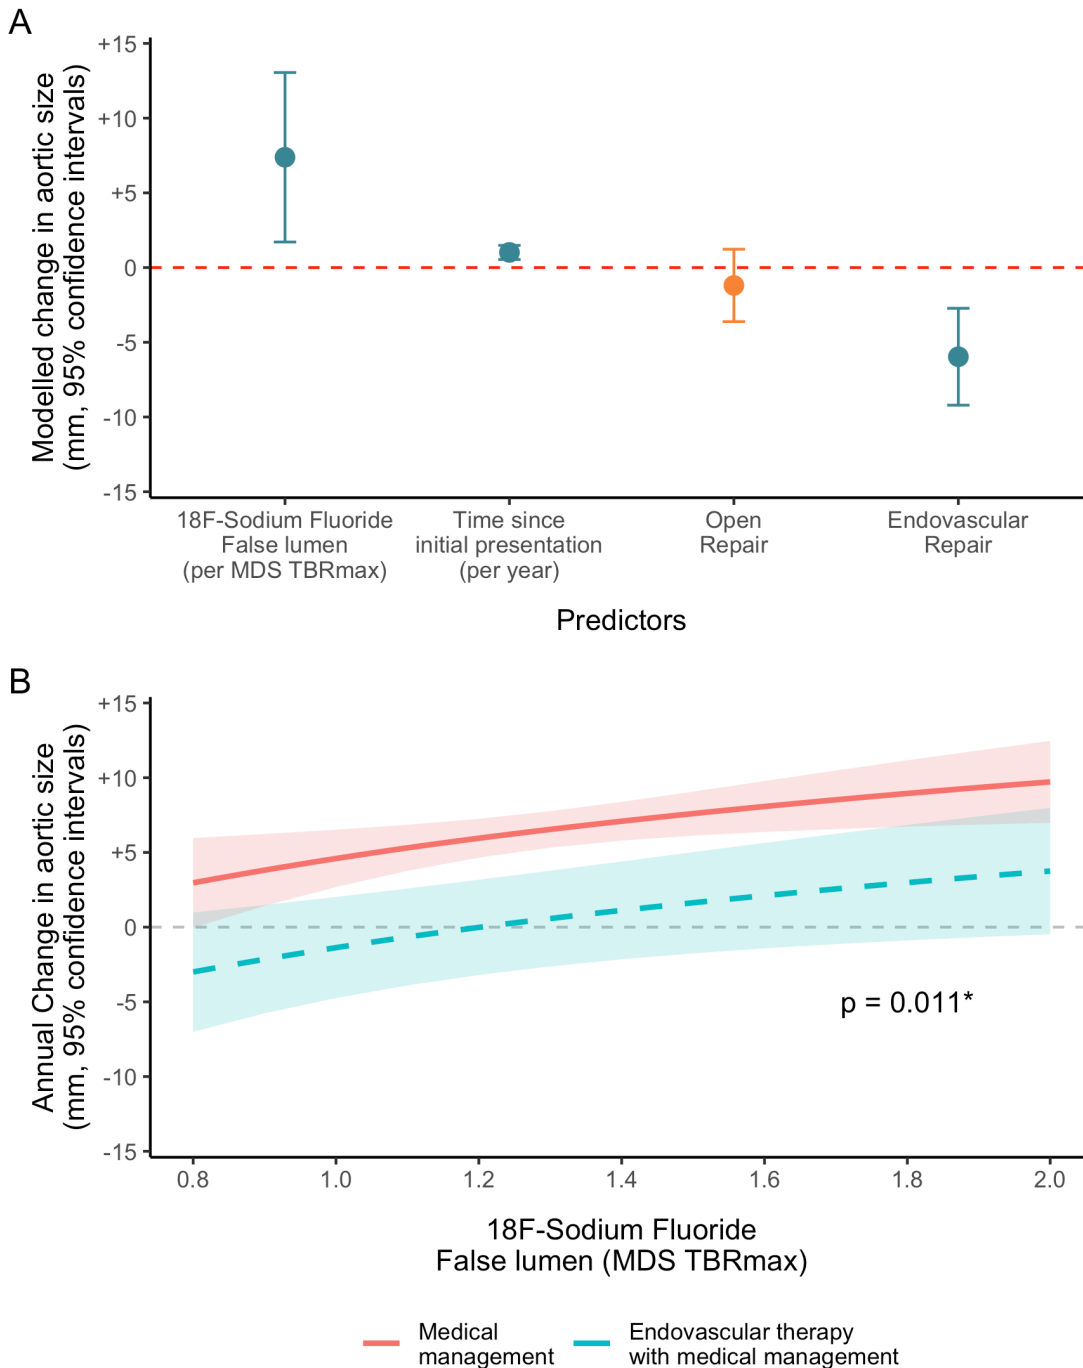 A
Modelled change in aortic size
(mm, 95% confidence intervals)
+15
+10
+5
0
-5
-10
-15
18F-Sodium Fluoride
False lumen
(per MDS TBRmax)
Time since
initial presentation
(per year)
Open
Repair
Endovascular
Repair
Predictors
B
Annual Change in aortic size
(mm, 95% confidence intervals)
+15
+10
+5
0
-5
-10
-15
p = 0.011*
0.8 1.0 1.2 1.4 1.6 1.8 2.0
18F-Sodium Fluoride
False lumen (MDS TBRmax)
Medical
management
Endovascular therapy
with medical management